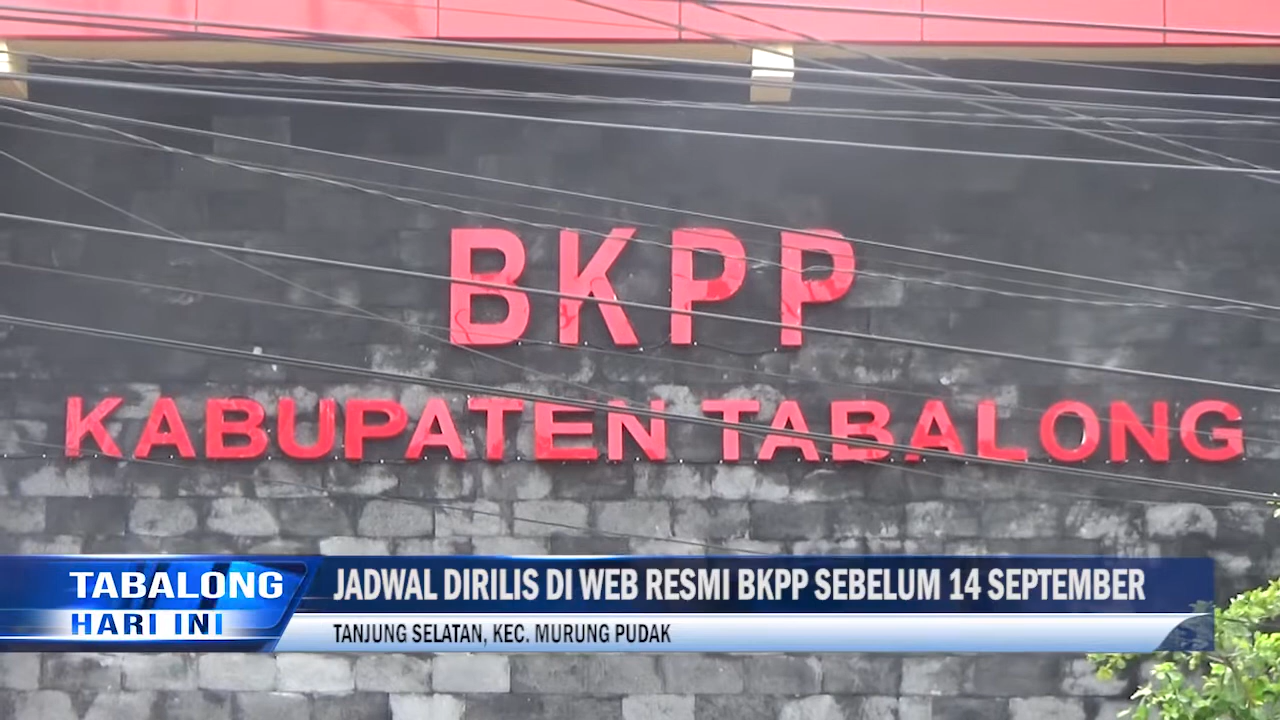 BKPP
KABUPATEN TABALONG
TABALONG
HARI INI
JADWAL DIRILIS DI WEB RESMI BKPP SEBELUM 14 SEPTEMBER
TANJUNG SELATAN, KEC. MURUNG PUDAK